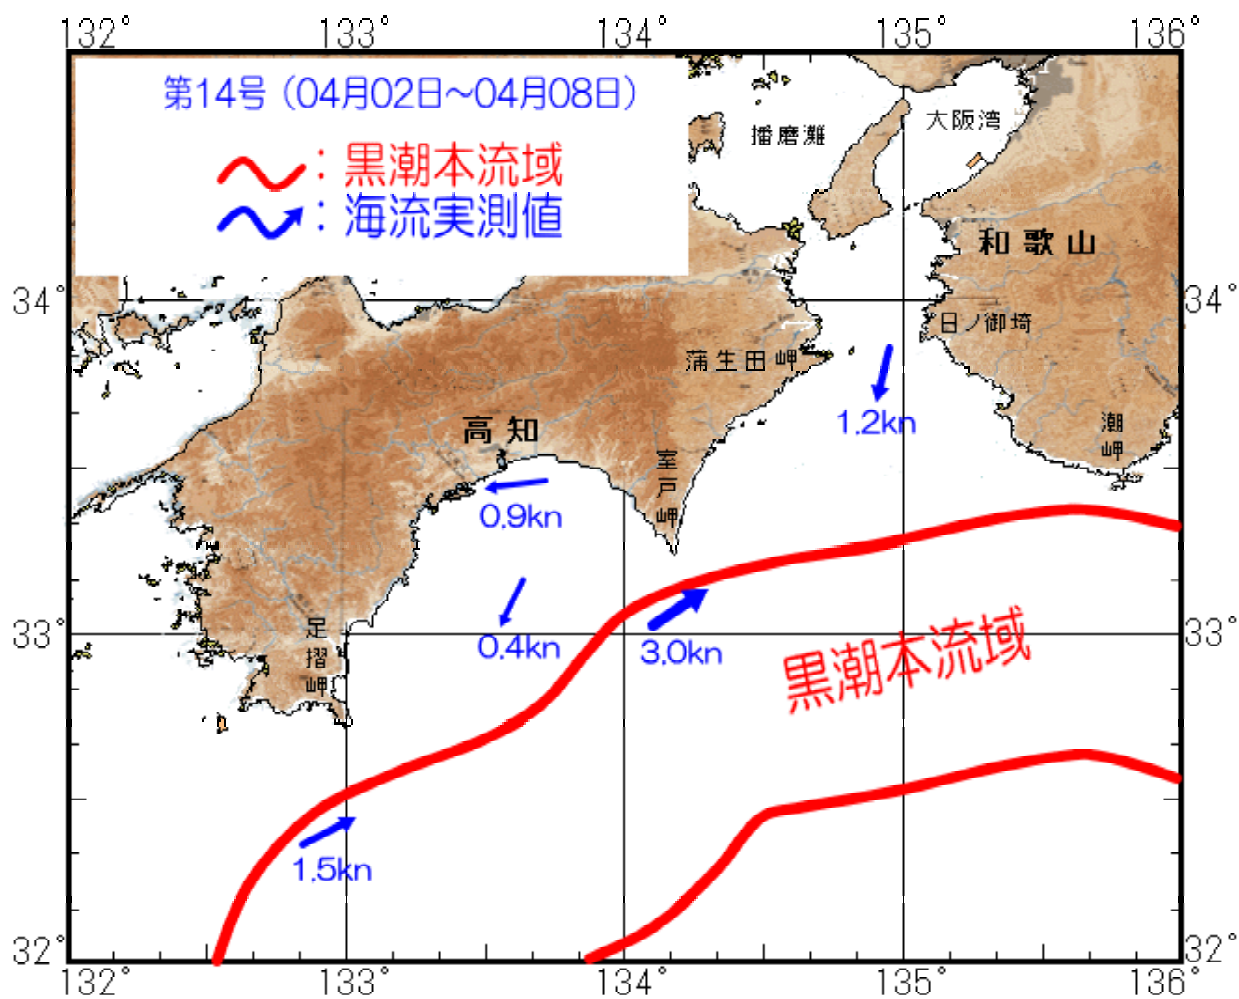 132° 133° 134° 135° 136°
第14号（04月02日～04月08日）
：黒潮本流域
：海流実測値
播磨灘
大阪湾
和歌山
34° 34°
日ノ御埼
蒲生田岬
1.2kn
潮岬
高知
室戸岬
0.9kn
足摺岬
33° 33°
0.4kn
3.0kn
黒潮本流域
1.5kn
32° 32°
132° 133° 134° 135° 136°